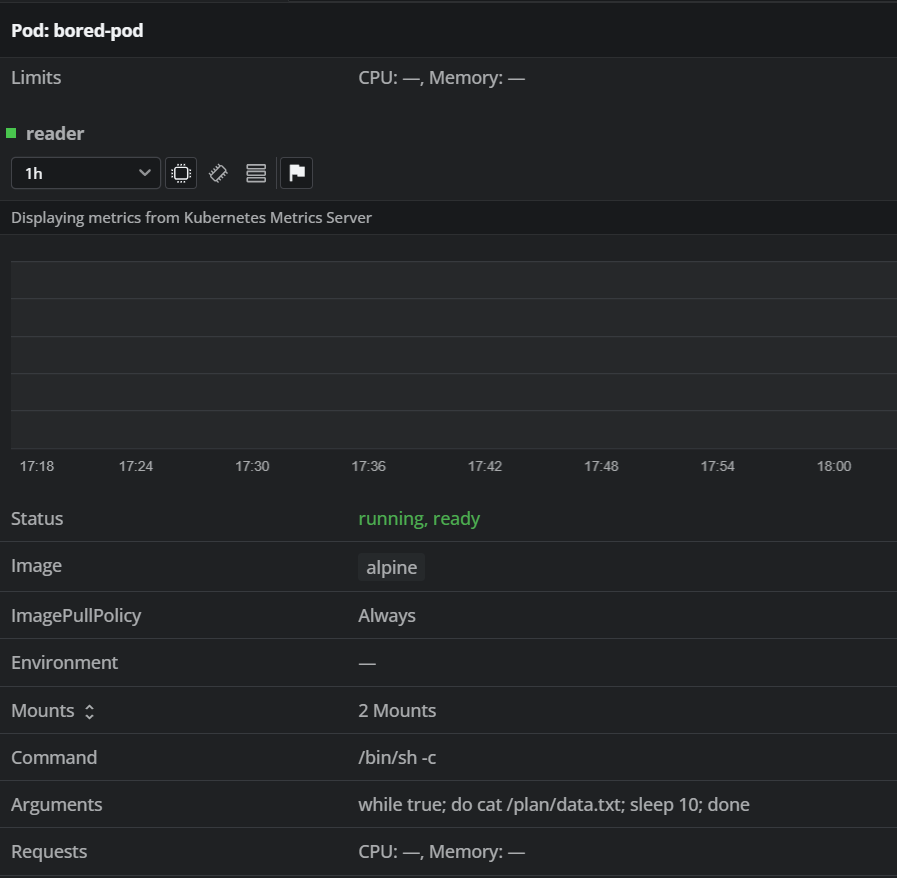 Pod: bored-pod
Limits CPU: —, Memory: —
reader
1h
Displaying metrics from Kubernetes Metrics Server
17:18 17:24 17:30 17:36 17:42 17:48 17:54 18:00
Status running, ready
Image alpine
ImagePullPolicy Always
Environment —
Mounts 2 Mounts
Command /bin/sh -c
Arguments while true; do cat /plan/data.txt; sleep 10; done
Requests CPU: —, Memory: —